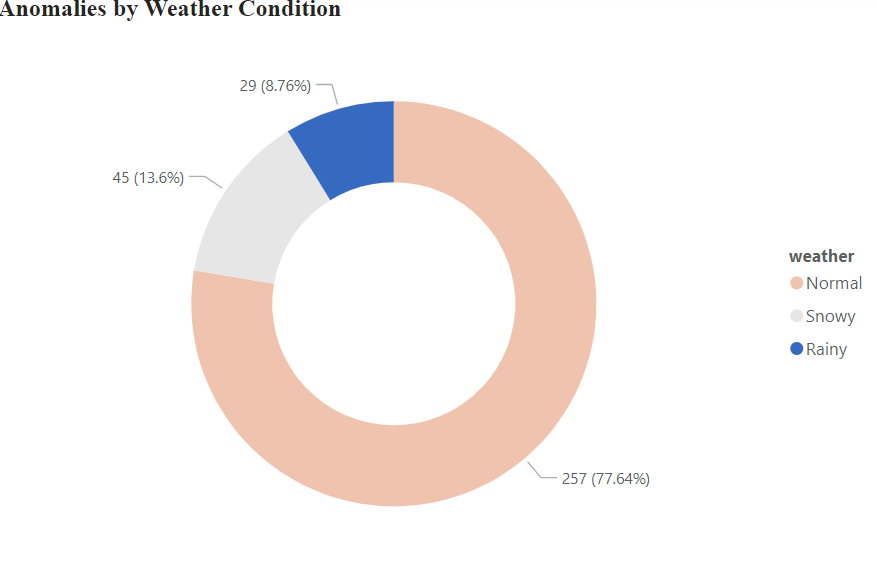 Anomalies by Weather Condition
29 (8.76%)
45 (13.6%)
257 (77.64%)
weather
Normal
Snowy
Rainy